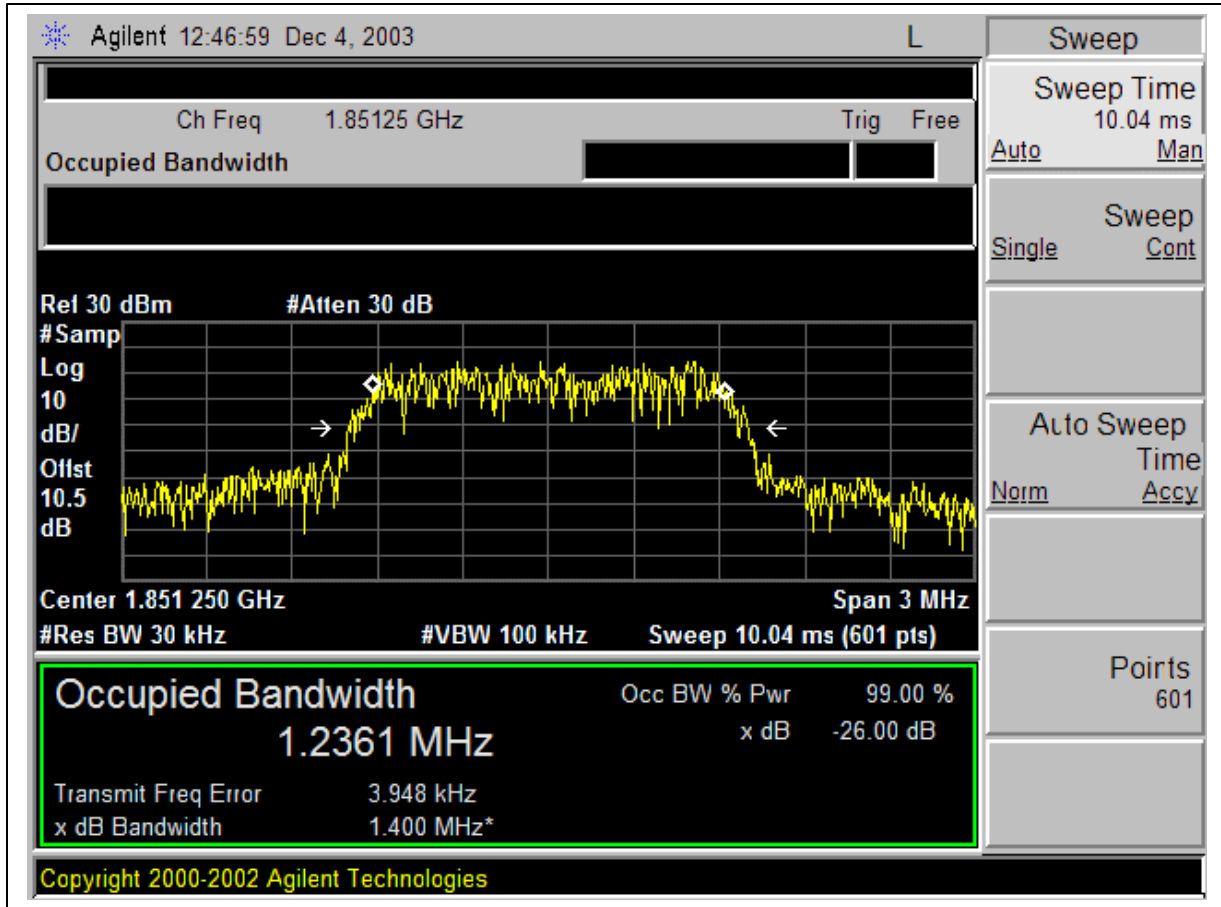 Agilent 12:46:59 Dec 4, 2003 L
Ch Freq 1.85125 GHz Trig Free
Occupied Bandwidth
Ref 30 dBm #Atten 30 dB
#Samp
Log
10
dB/
Offst
10.5
dB
Center 1.851 250 GHz Span 3 MHz
#Res BW 30 kHz #VBW 100 kHz Sweep 10.04 ms (601 pts)
Occupied Bandwidth
1.2361 MHz
Occ BW % Pwr 99.00 %
x dB -26.00 dB
Transmit Freq Error 3.948 kHz
x dB Bandwidth 1.400 MHz*
Copyright 2000-2002 Agilent Technologies
Sweep
Sweep Time
10.04 ms
Auto Man
Sweep
Single Cont
Auto Sweep
Time
Norm Accy
Points
601